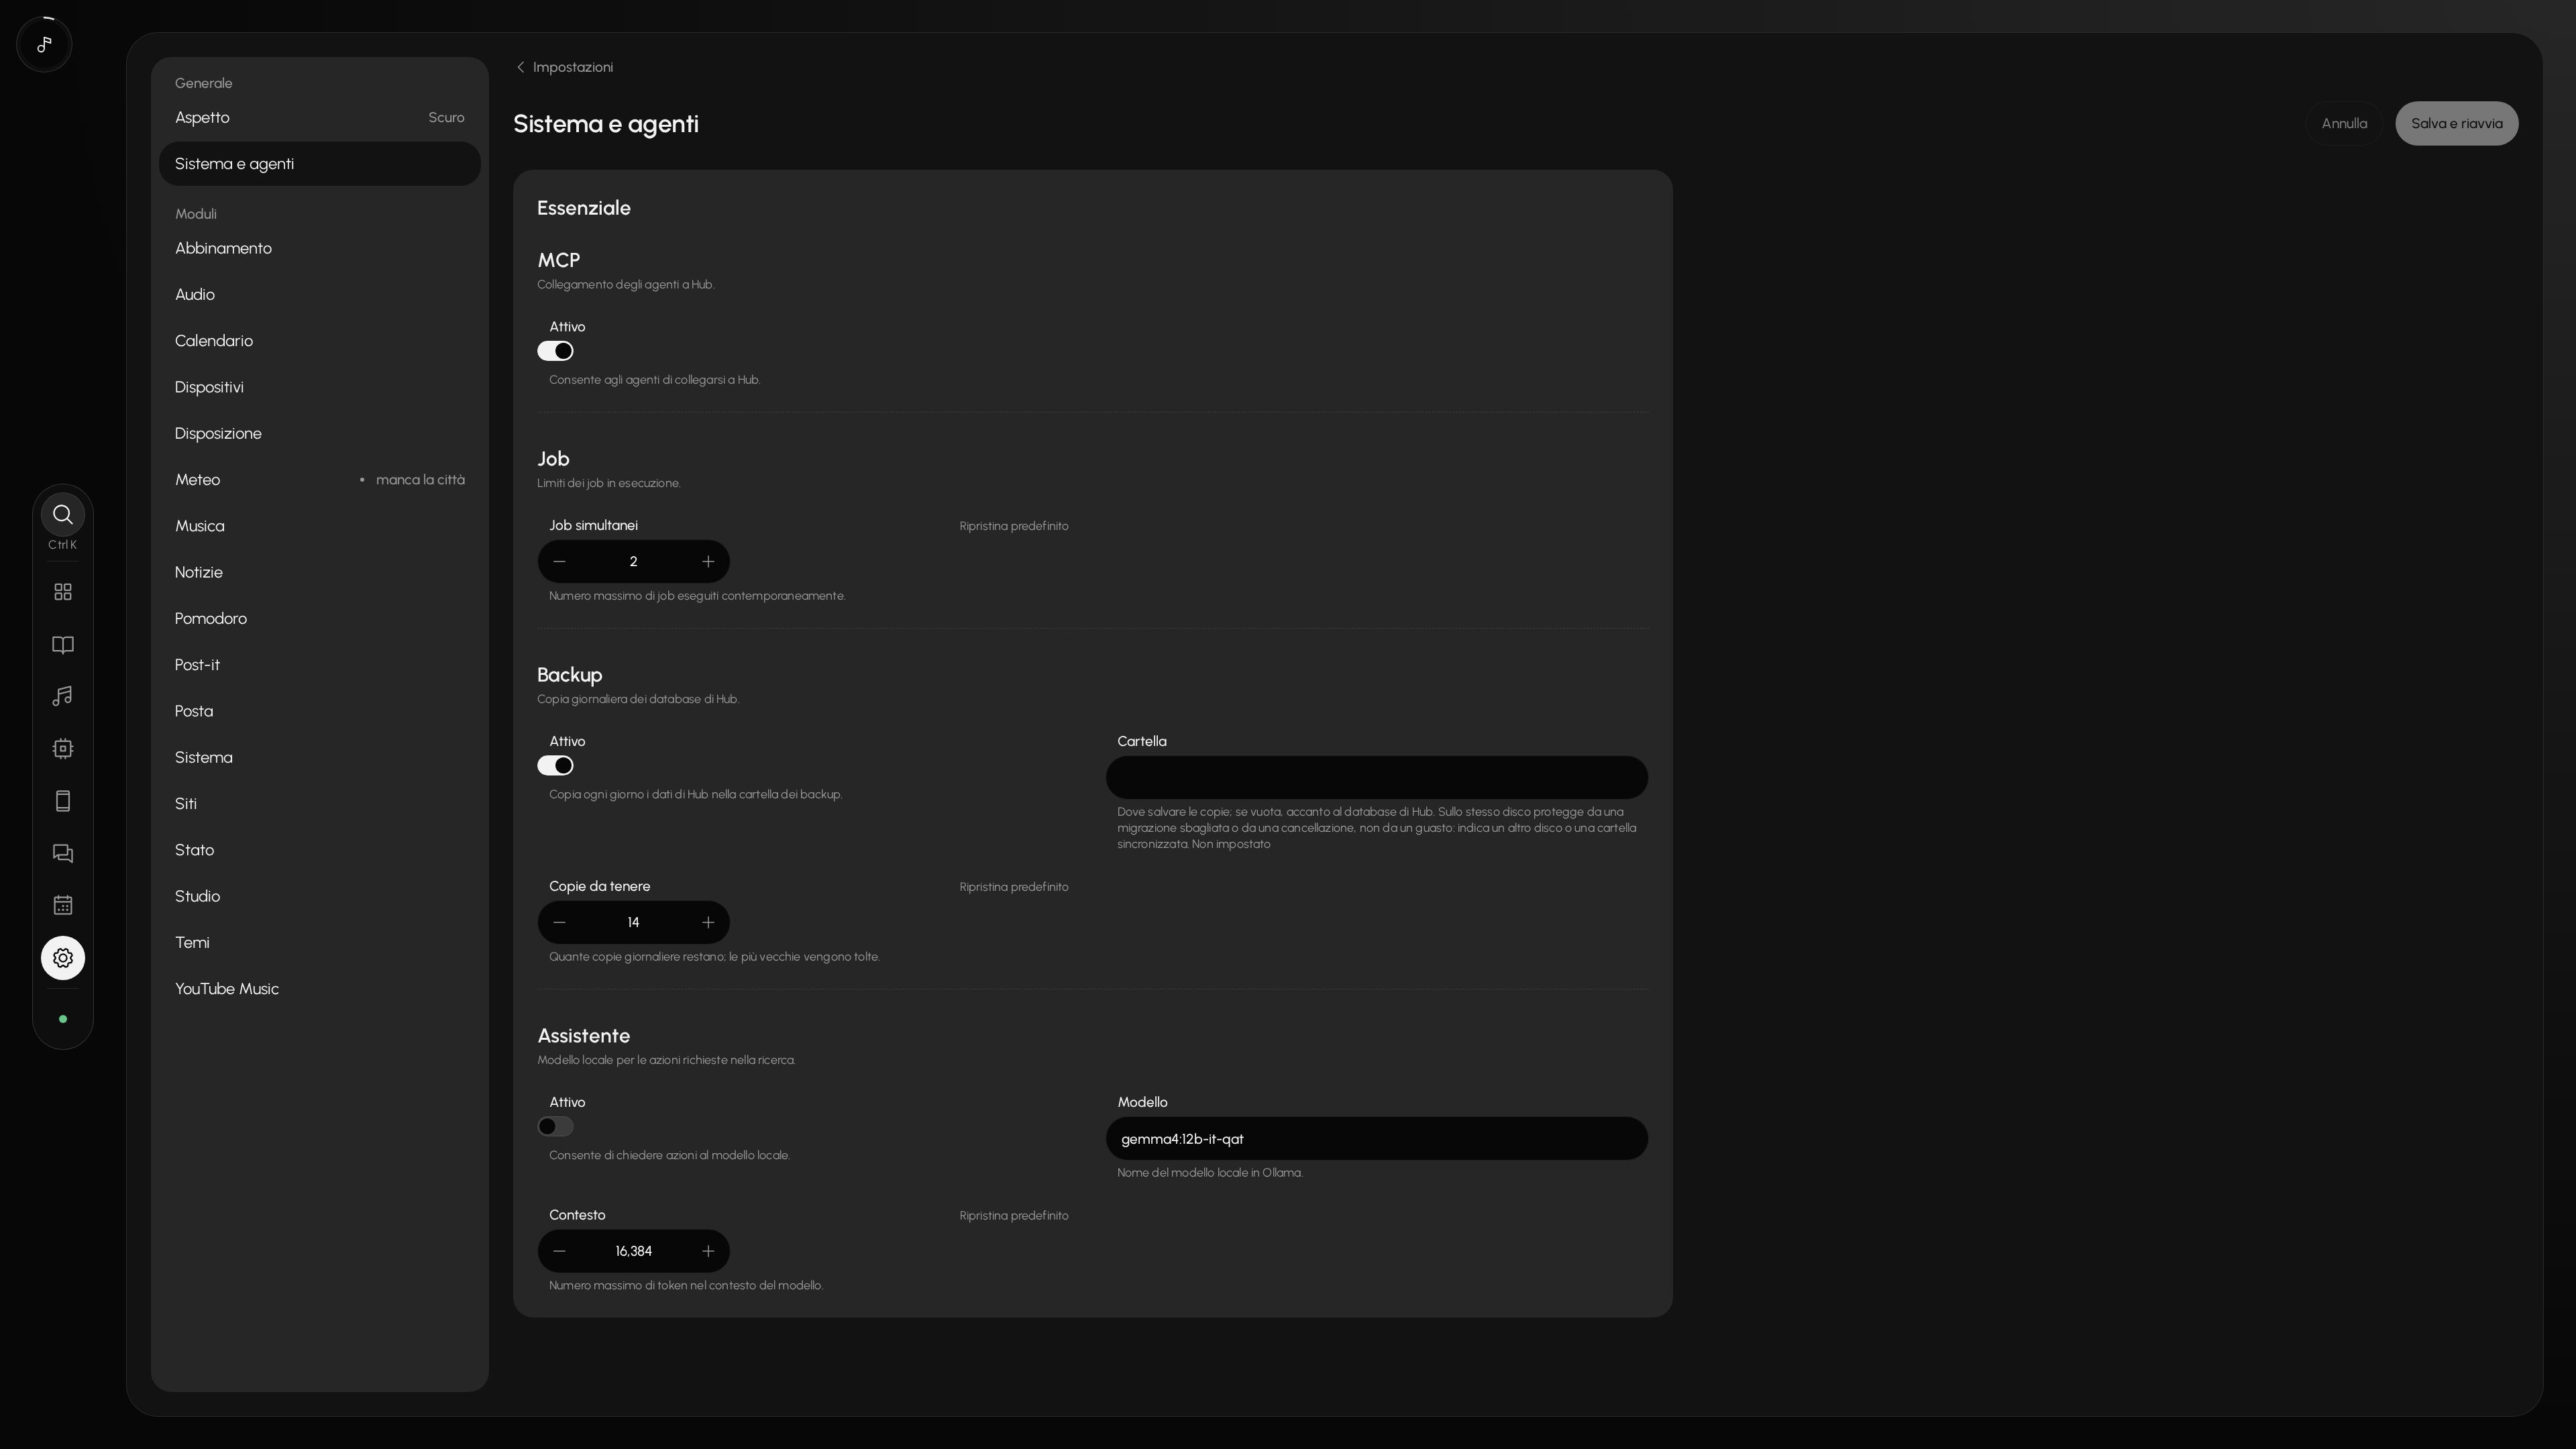 Impostazioni
Generale
Aspetto
Scuro
Sistema e agenti
Moduli
Abbinamento
Audio
Calendario
Dispositivi
Disposizione
Meteo
• manca la città
Musica
Notizie
Pomodoro
Post-it
Posta
Sistema
Siti
Stato
Studio
Temi
YouTube Music
Ctrl K
Sistema e agenti
Annulla
Salva e riavvia
Essenziale
MCP
Collegamento degli agenti a Hub.
Attivo
Consente agli agenti di collegarsi a Hub.
Job
Limiti dei job in esecuzione.
Job simultanei
Ripristina predefinito
2
Numero massimo di job eseguiti contemporaneamente.
Backup
Copia giornaliera dei database di Hub.
Attivo
Copia ogni giorno i dati di Hub nella cartella dei backup.
Cartella
Dove salvare le copie; se vuota, accanto al database di Hub. Sullo stesso disco protegge da una
migrazione sbagliata o da una cancellazione, non da un guasto: indica un altro disco o una cartella
sincronizzata. Non impostato
Copie da tenere
Ripristina predefinito
14
Quante copie giornaliere restano; le più vecchie vengono tolte.
Assistente
Modello locale per le azioni richieste nella ricerca.
Attivo
Consente di chiedere azioni al modello locale.
Modello
gemma4:12b-it-qat
Nome del modello locale in Ollama.
Contesto
Ripristina predefinito
16,384
Numero massimo di token nel contesto del modello.